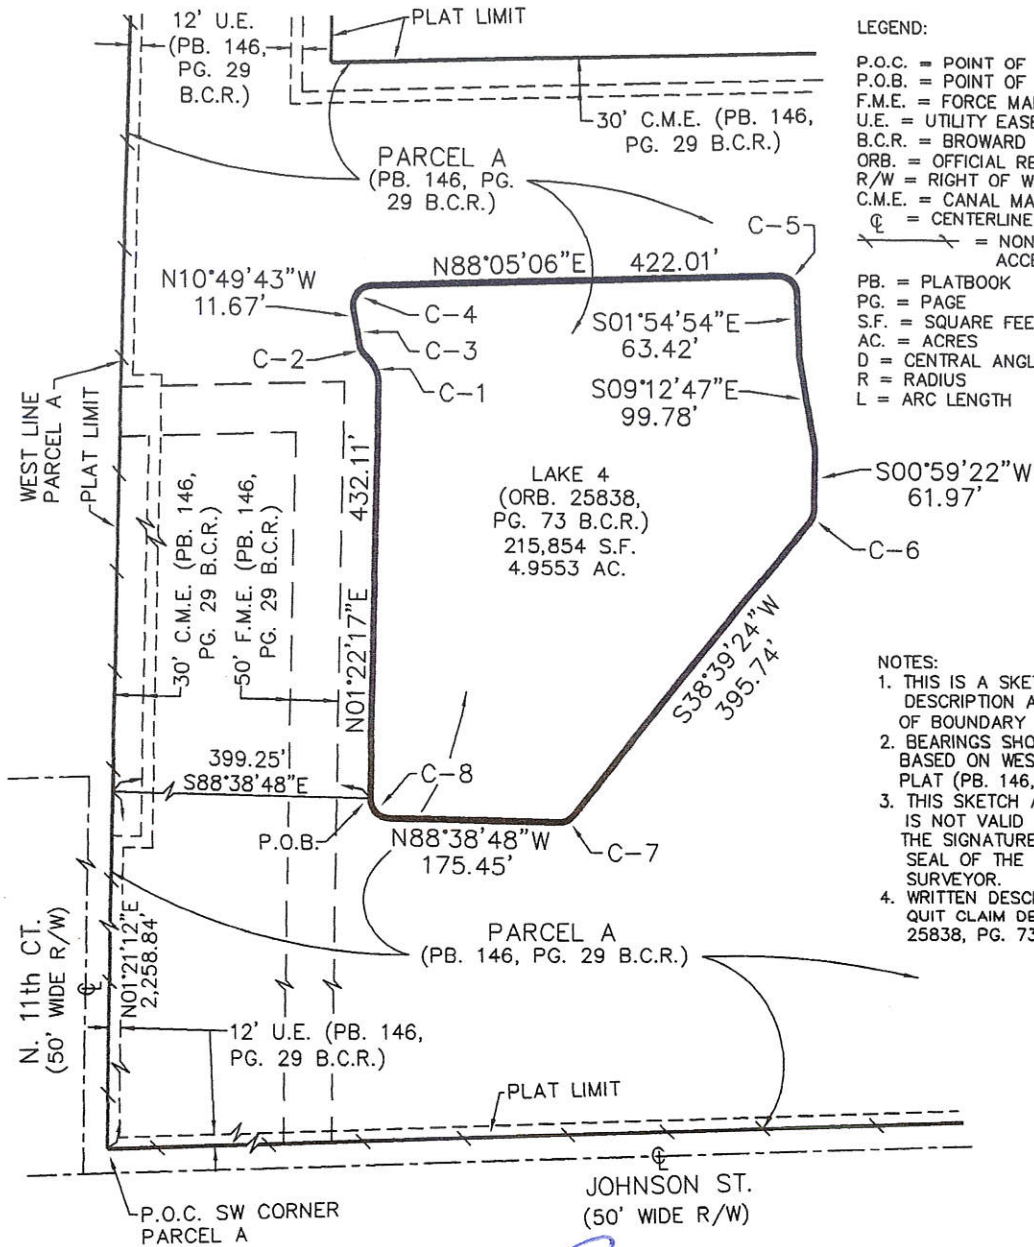 12' U.E.
(PB. 146,
PG. 29
B.C.R.)
PLAT LIMIT
30' C.M.E. (PB. 146,
PG. 29 B.C.R.)
PARCEL A
(PB. 146, PG.
29 B.C.R.)
C-5
N88°05'06"E 422.01'
N10°49'43"W
11.67'
C-4
C-3
C-2
C-1
S01°54'54"E
63.42'
S09°12'47"E
99.78'
S00°59'22"W
61.97'
C-6
WEST LINE
PARCEL A
PLAT LIMIT
30' C.M.E. (PB. 146,
PG. 29 B.C.R.)
50' F.M.E. (PB. 146,
PG. 29 B.C.R.)
N01°22'17"E 432.11'
LAKE 4
(ORB. 25838,
PG. 73 B.C.R.)
215,854 S.F.
4.9553 AC.
S38°39'24"W
395.74'
399.25'
S88°38'48"E
C-8
P.O.B.
N88°38'48"W
175.45'
C-7
PARCEL A
(PB. 146, PG. 29 B.C.R.)
N. 11th CT.
(50' WIDE R/W)
℄
N01°21'12"E
2,258.84'
12' U.E. (PB. 146,
PG. 29 B.C.R.)
PLAT LIMIT
℄
JOHNSON ST.
(50' WIDE R/W)
P.O.C. SW CORNER
PARCEL A
LEGEND:
P.O.C. = POINT OF
P.O.B. = POINT OF
F.M.E. = FORCE MA
U.E. = UTILITY EASE
B.C.R. = BROWARD
ORB. = OFFICIAL RE
R/W = RIGHT OF W
C.M.E. = CANAL MA
℄ = CENTERLINE
= NON
ACCE
PB. = PLATBOOK
PG. = PAGE
S.F. = SQUARE FEE
AC. = ACRES
D = CENTRAL ANGL
R = RADIUS
L = ARC LENGTH
NOTES:
1. THIS IS A SKET
DESCRIPTION A
OF BOUNDARY
2. BEARINGS SHO
BASED ON WES
PLAT (PB. 146,
3. THIS SKETCH A
IS NOT VALID
THE SIGNATURE
SEAL OF THE
SURVEYOR.
4. WRITTEN DESC
QUIT CLAIM DE
25838, PG. 73